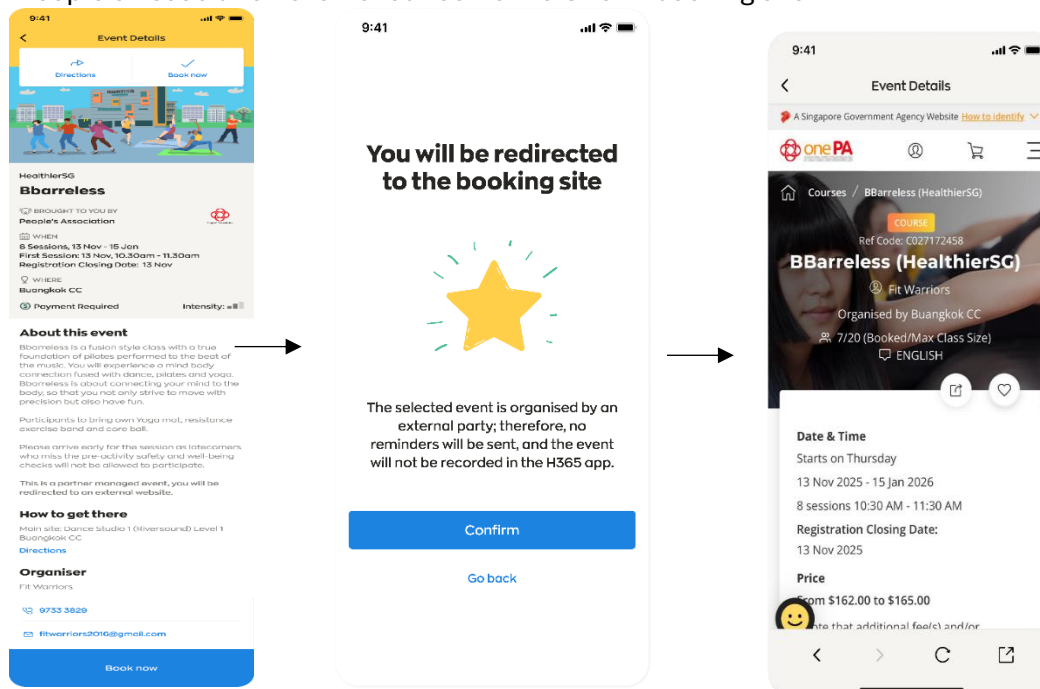 9:41
Event Details
Directions
Book now
HealthierSG
Bbarreless
BROUGHT TO YOU BY
People's Association
WHEN
8 Sessions, 13 Nov - 15 Jan
First Session: 13 Nov, 10.30am - 11.30am
Registration Closing Date: 13 Nov
WHERE
Buangkok CC
Payment Required
Intensity:
About this event
Bbarreless is a fusion style class with a true
foundation of pilates performed to the beat of
the music. You will experience a mind body
connection fused with dance, pilates and yoga.
Bbarreless is about connecting your mind to the
body, so that you not only strive to move with
precision but also have fun.
Participants to bring own Yoga mat, resistance
exercise band and core ball.
Please arrive early for the session as latecomers
who miss the pre-activity safety and well-being
checks will not be allowed to participate.
This is a partner managed event, you will be
redirected to an external website.
How to get there
Main site: Dance Studio 1 (Riversound) Level 1
Buangkok CC
Directions
Organiser
Fit Warriors
9733 3829
fitwarriors2016@gmail.com
Book now
9:41
You will be redirected
to the booking site
The selected event is organised by an
external party; therefore, no
reminders will be sent, and the event
will not be recorded in the H365 app.
Confirm
Go back
9:41
Event Details
A Singapore Government Agency Website How to identify
onePA
Courses / BBarreless (HealthierSG)
COURSE
Ref Code: C027172458
BBarreless (HealthierSG)
Fit Warriors
Organised by Buangkok CC
7/20 (Booked/Max Class Size)
ENGLISH
Date & Time
Starts on Thursday
13 Nov 2025 - 15 Jan 2026
8 sessions 10:30 AM - 11:30 AM
Registration Closing Date:
13 Nov 2025
Price
From $162.00 to $165.00
that additional fee(s) and/or